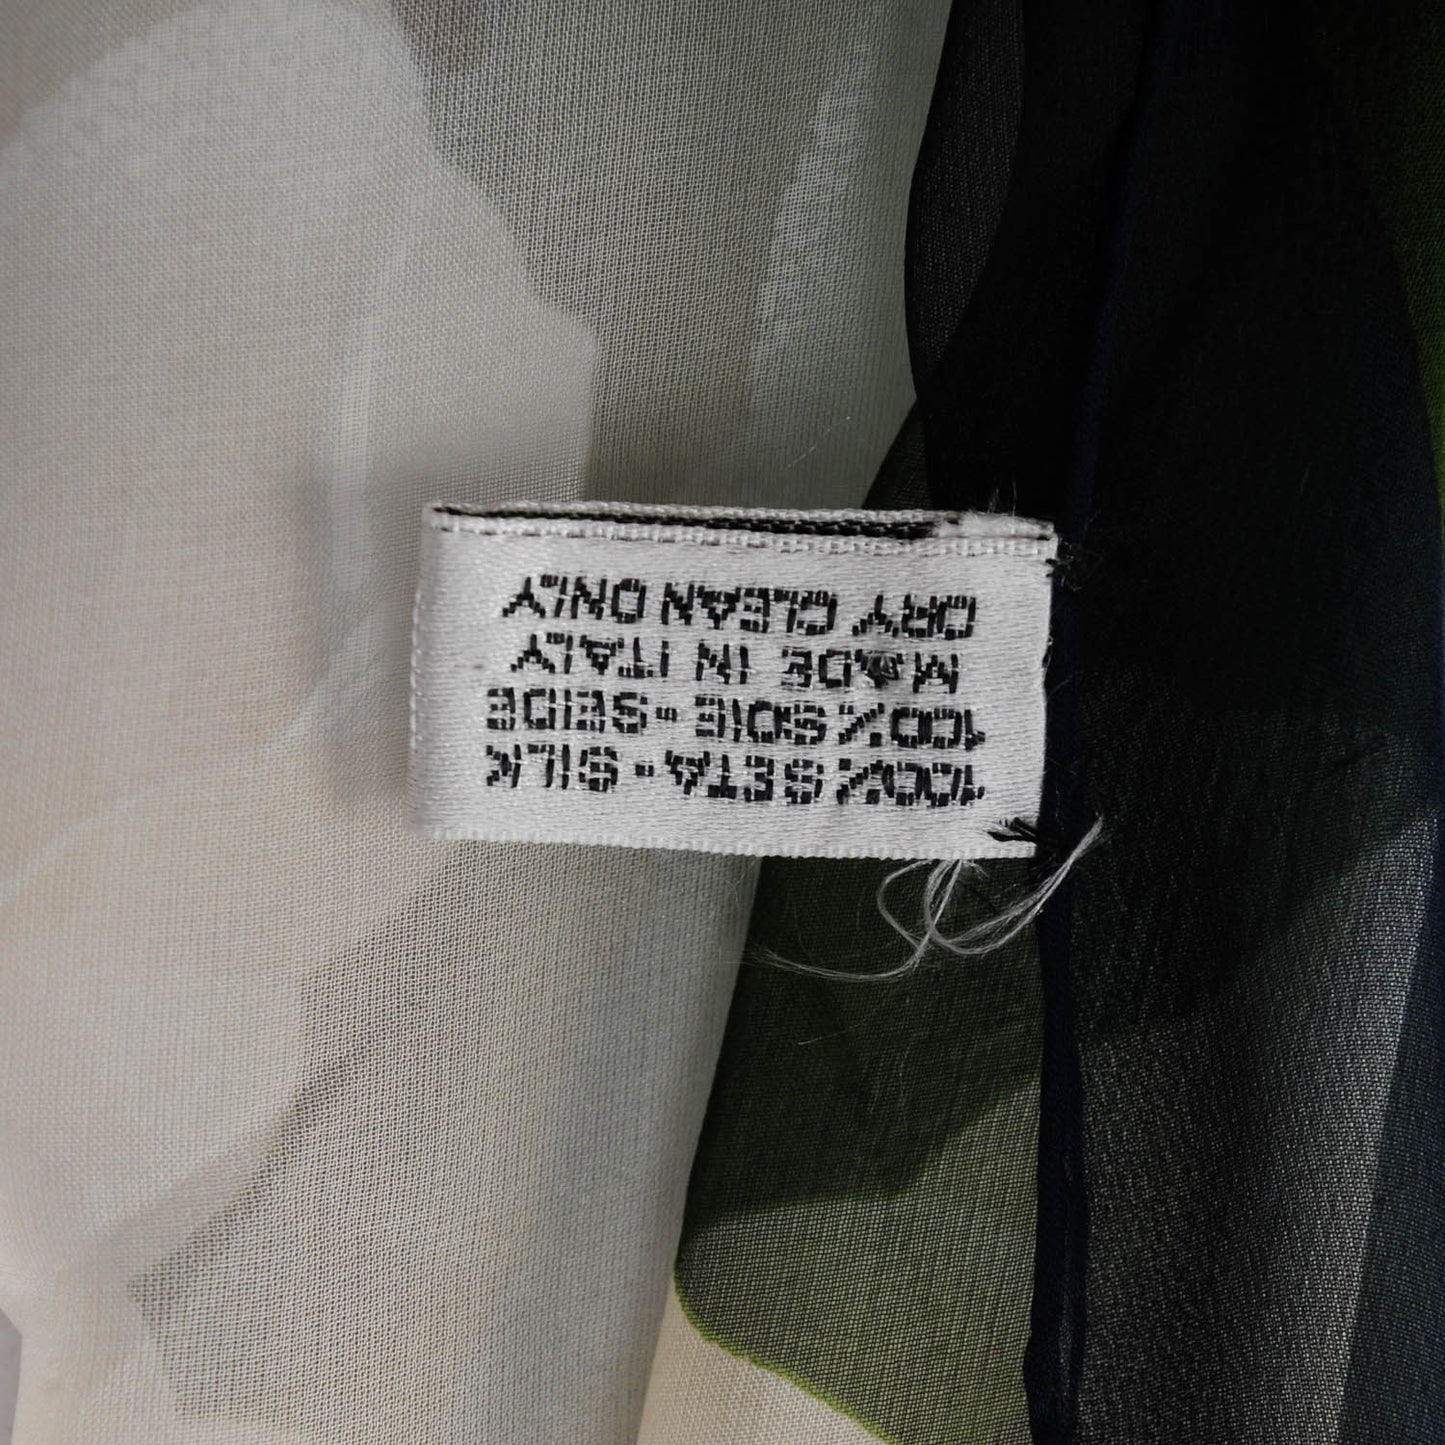 100% SETA - SILK
100% SOIE - SEIDE
MADE IN ITALY
DRY CLEAN ONLY